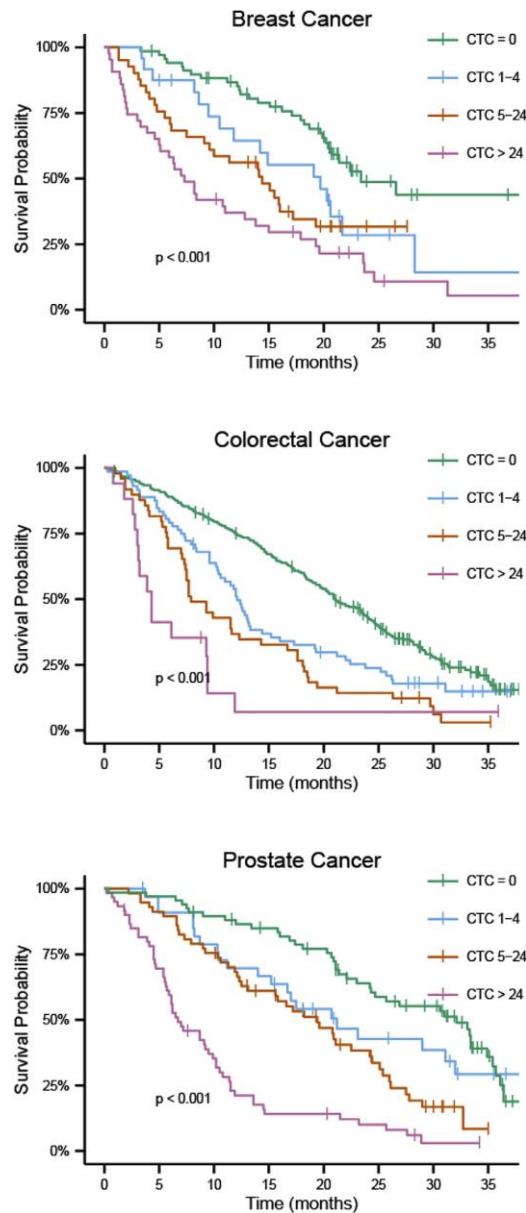 Breast Cancer
100%
75%
50%
25%
0%
Survival Probability
CTC = 0
CTC 1–4
CTC 5–24
CTC > 24
p < 0.001
0 5 10 15 20 25 30 35
Time (months)
Colorectal Cancer
100%
75%
50%
25%
0%
Survival Probability
CTC = 0
CTC 1–4
CTC 5–24
CTC > 24
p < 0.001
0 5 10 15 20 25 30 35
Time (months)
Prostate Cancer
100%
75%
50%
25%
0%
Survival Probability
CTC = 0
CTC 1–4
CTC 5–24
CTC > 24
p < 0.001
0 5 10 15 20 25 30 35
Time (months)